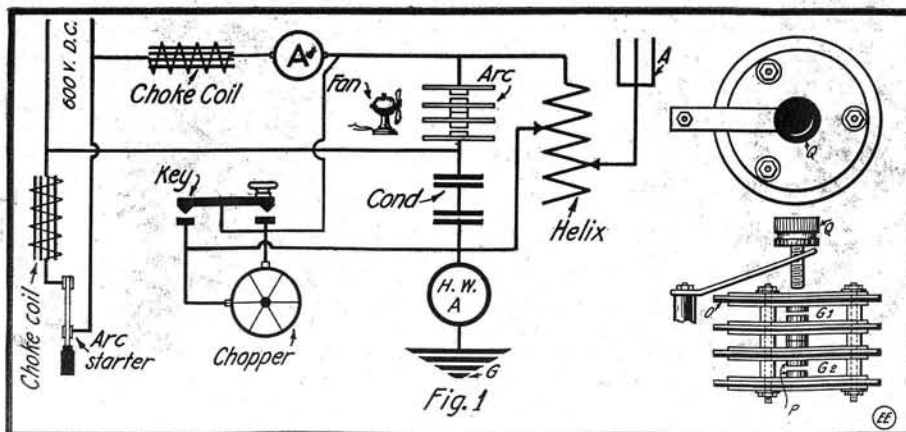 600 V. D.C.
Choke Coil
A
Fan
Arc
A
Q
Key
Cond
Helix
Choke coil
H. W.
A
Arc
starter
Chopper
G
Fig. 1
Q
a
G1
G2
P
EE